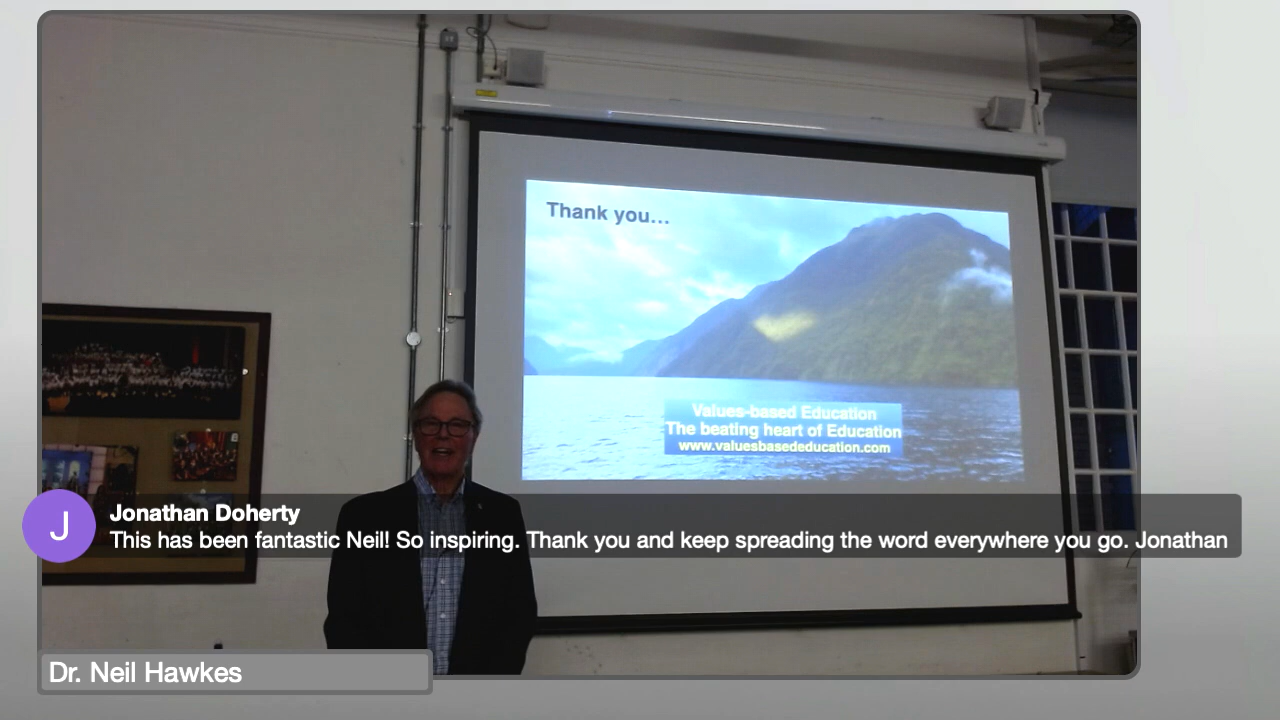 Thank you...
Values-based Education
The beating heart of Education
www.valuesbasededucation.com
J
Jonathan Doherty
This has been fantastic Neil! So inspiring. Thank you and keep spreading the word everywhere you go. Jonathan
Dr. Neil Hawkes